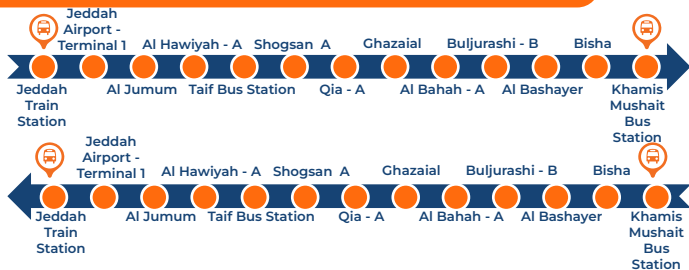 Jeddah
Airport -
Terminal 1
Al Hawiyah - A
Shogsan A
Ghazaial
Buljurashi - B
Bisha
Jeddah
Train
Station
Al Jumum
Taif Bus Station
Qia - A
Al Bahah - A
Al Bashayer
Khamis
Mushait
Bus
Station
Jeddah
Airport -
Terminal 1
Al Hawiyah - A
Shogsan A
Ghazaial
Buljurashi - B
Bisha
Jeddah
Train
Station
Al Jumum
Taif Bus Station
Qia - A
Al Bahah - A
Al Bashayer
Khamis
Mushait
Bus
Station